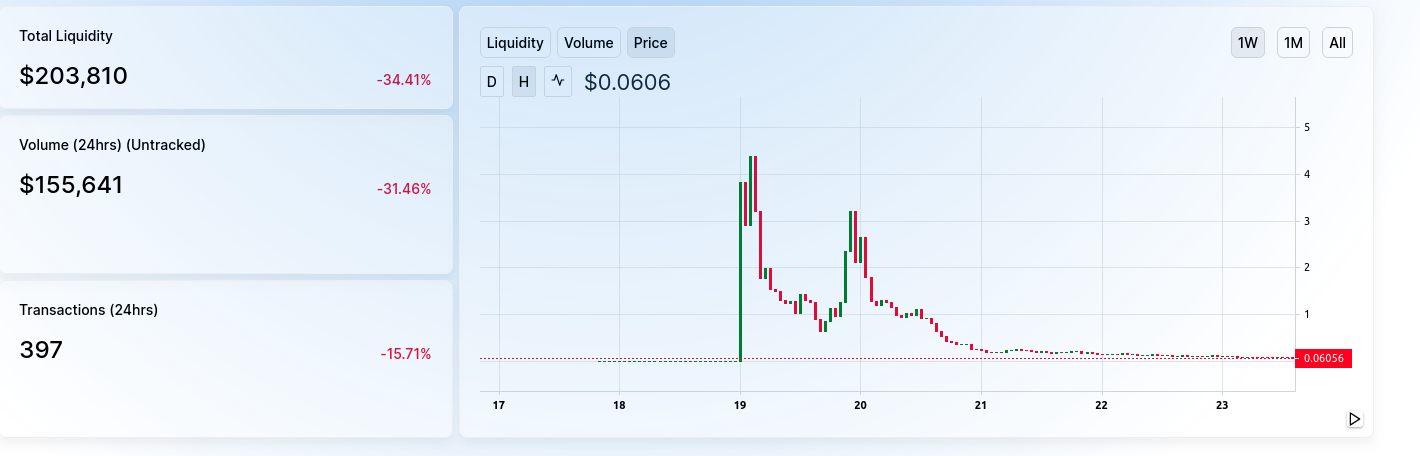 Total Liquidity
$203,810 -34.41%
Volume (24hrs) (Untracked)
$155,641 -31.46%
Transactions (24hrs)
397 -15.71%
Liquidity Volume Price 1W 1M All
D H $0.0606
5
4
3
2
1
0.06056
17 18 19 20 21 22 23